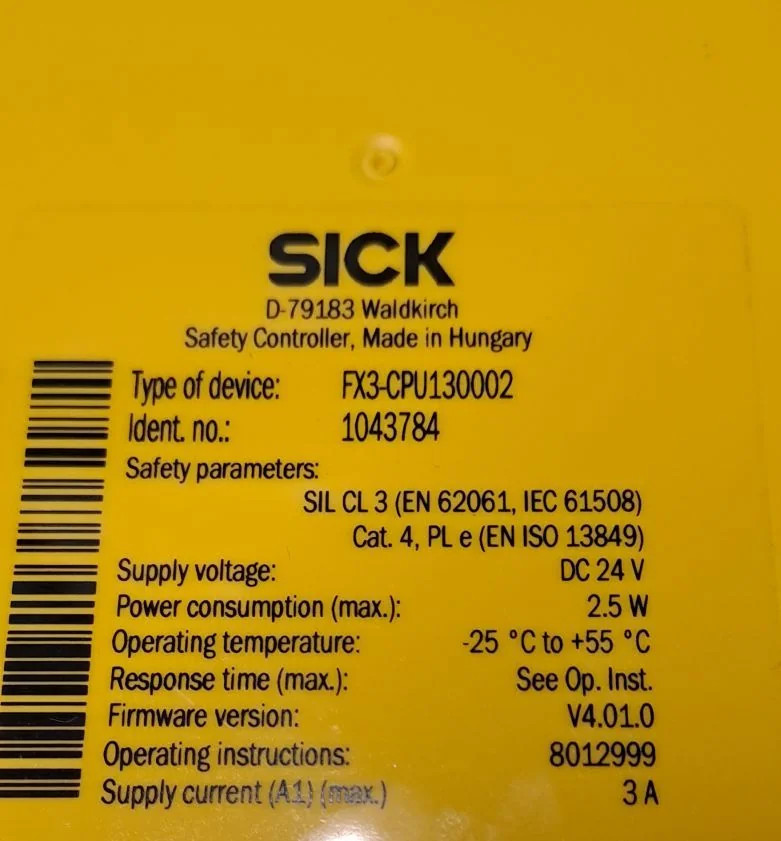 SICK
D-79183 Waldkirch
Safety Controller, Made in Hungary
Type of device: FX3-CPU130002
Ident. no.: 1043784
Safety parameters:
SIL CL 3 (EN 62061, IEC 61508)
Cat. 4, PL e (EN ISO 13849)
Supply voltage: DC 24 V
Power consumption (max.): 2.5 W
Operating temperature: -25 °C to +55 °C
Response time (max.): See Op. Inst.
Firmware version: V4.01.0
Operating instructions: 8012999
Supply current (A1) (max.) 3 A